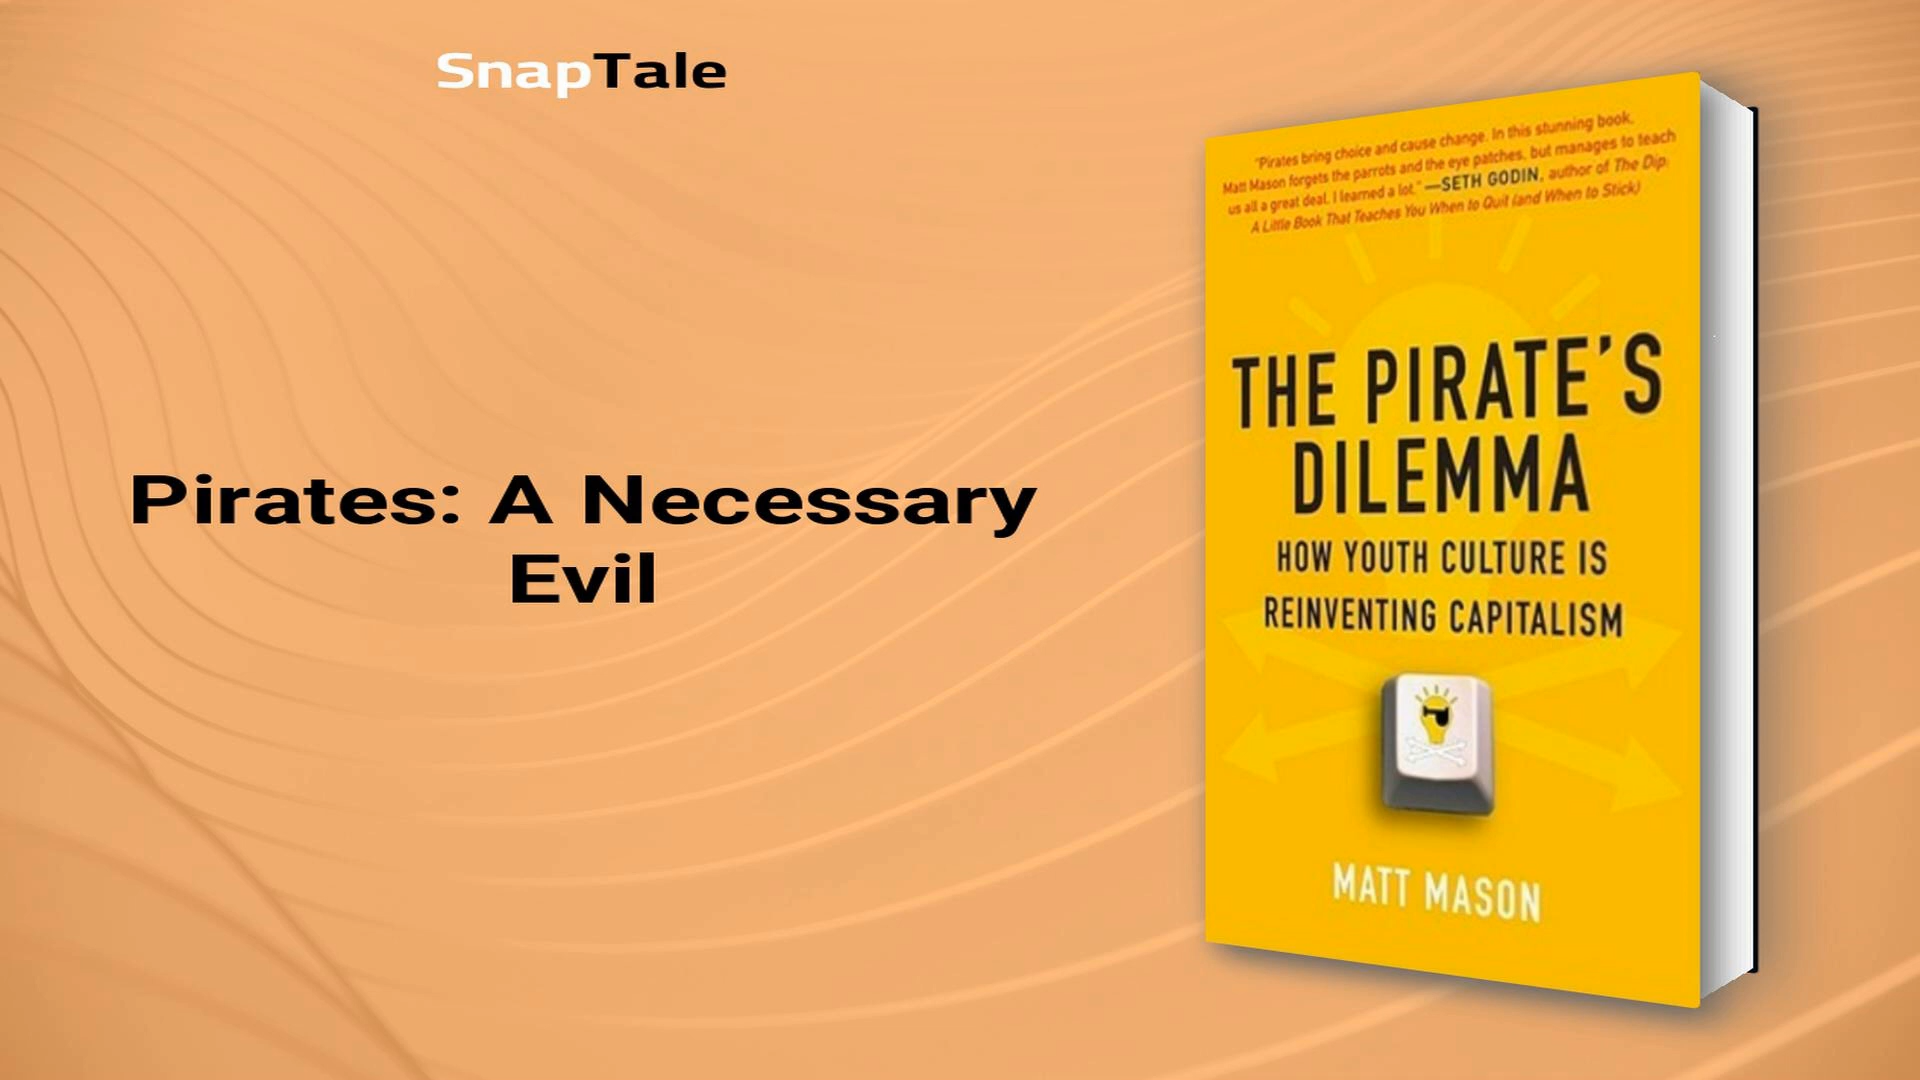 SnapTale
Pirates: A Necessary
Evil
"Pirates bring choice and cause change. In this stunning book,
Matt Mason forgets the parrots and the eye patches, but manages to teach
us all a great deal. I learned a lot." —SETH GODIN, author of The Dip:
A Little Book That Teaches You When to Quit (and When to Stick)
THE PIRATE'S
DILEMMA
HOW YOUTH CULTURE IS
REINVENTING CAPITALISM
MATT MASON